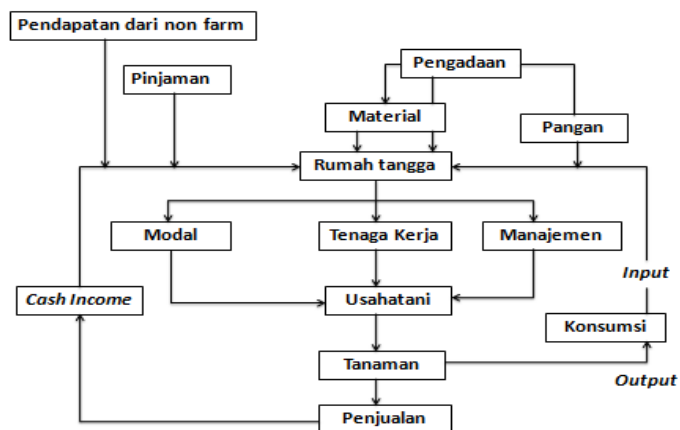 Pendapatan dari non farm
Pengadaan
Pinjaman
Material
Pangan
Rumah tangga
Modal
Tenaga Kerja
Manajemen
Input
Cash Income
Usahatani
Konsumsi
Tanaman
Output
Penjualan